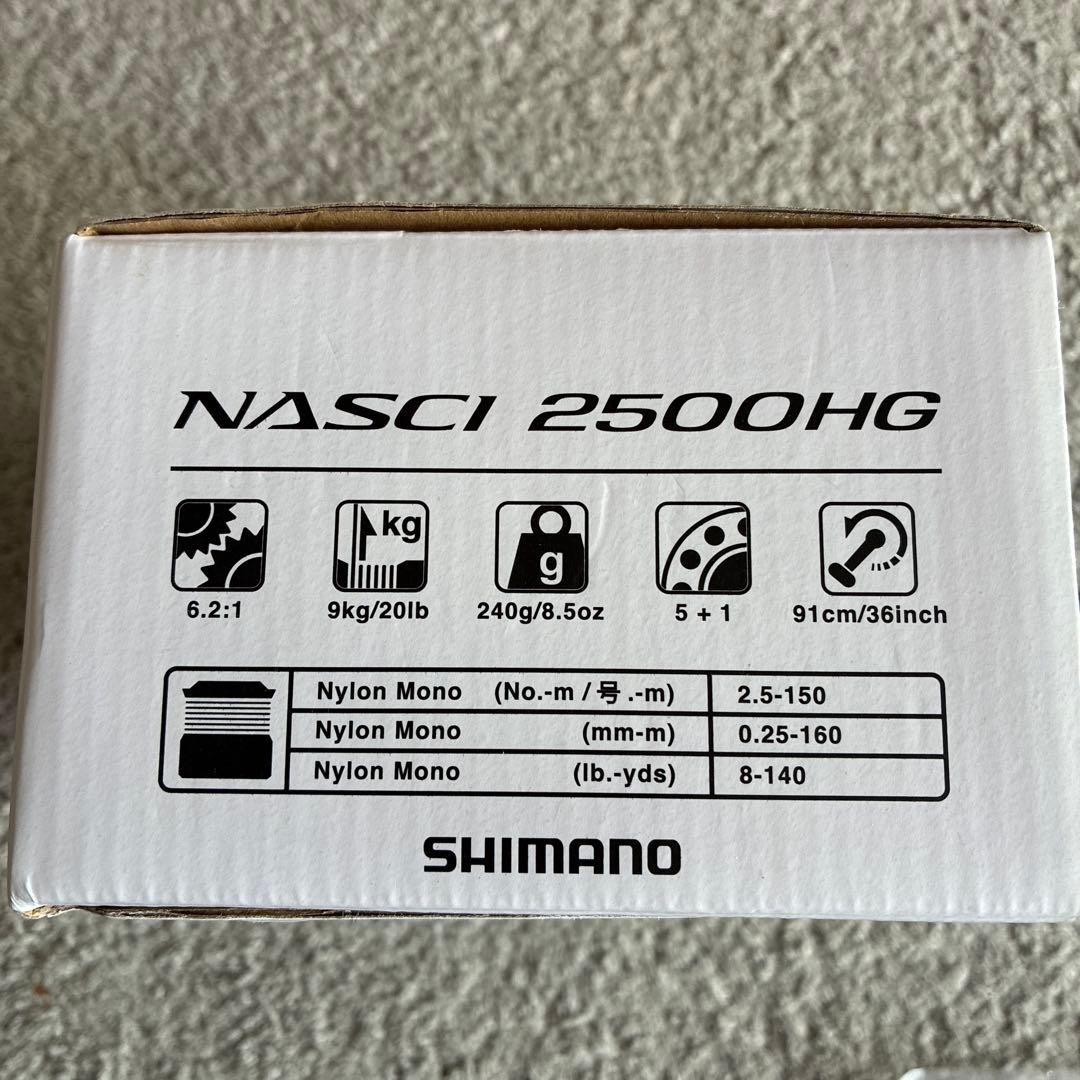 NASCI 2500HG
kg
g
6.2:1 9kg/20lb 240g/8.5oz 5 + 1 91cm/36inch
Nylon Mono (No.-m / 号.-m) 2.5-150
Nylon Mono (mm-m) 0.25-160
Nylon Mono (lb.-yds) 8-140
SHIMANO